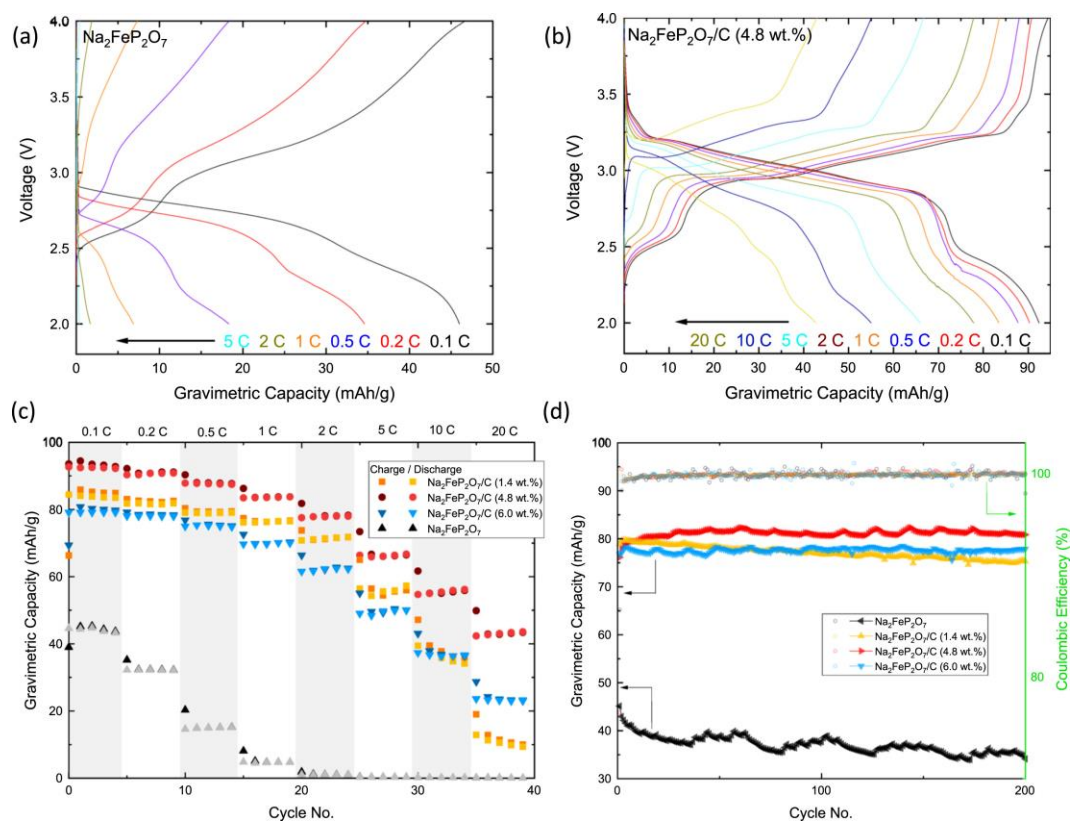 (a)
Na₂FeP₂O₇
4.0
3.5
3.0
2.5
2.0
Voltage (V)
5 C 2 C 1 C 0.5 C 0.2 C 0.1 C
0 10 20 30 40 50
Gravimetric Capacity (mAh/g)
(b)
Na₂FeP₂O₇/C (4.8 wt.%)
4.0
3.5
3.0
2.5
2.0
Voltage (V)
20 C 10 C 5 C 2 C 1 C 0.5 C 0.2 C 0.1 C
0 10 20 30 40 50 60 70 80 90
Gravimetric Capacity (mAh/g)
(c)
0.1 C 0.2 C 0.5 C 1 C 2 C 5 C 10 C 20 C
100
80
60
40
20
0
Gravimetric Capacity (mAh/g)
Charge / Discharge
Na₂FeP₂O₇/C (1.4 wt.%)
Na₂FeP₂O₇/C (4.8 wt.%)
Na₂FeP₂O₇/C (6.0 wt.%)
Na₂FeP₂O₇
0 10 20 30 40
Cycle No.
(d)
100
95
90
85
80
75
70
65
60
55
50
45
40
35
30
Gravimetric Capacity (mAh/g)
Na₂FeP₂O₇
Na₂FeP₂O₇/C (1.4 wt.%)
Na₂FeP₂O₇/C (4.8 wt.%)
Na₂FeP₂O₇/C (6.0 wt.%)
100
80
Coulombic Efficiency (%)
0 100 200
Cycle No.